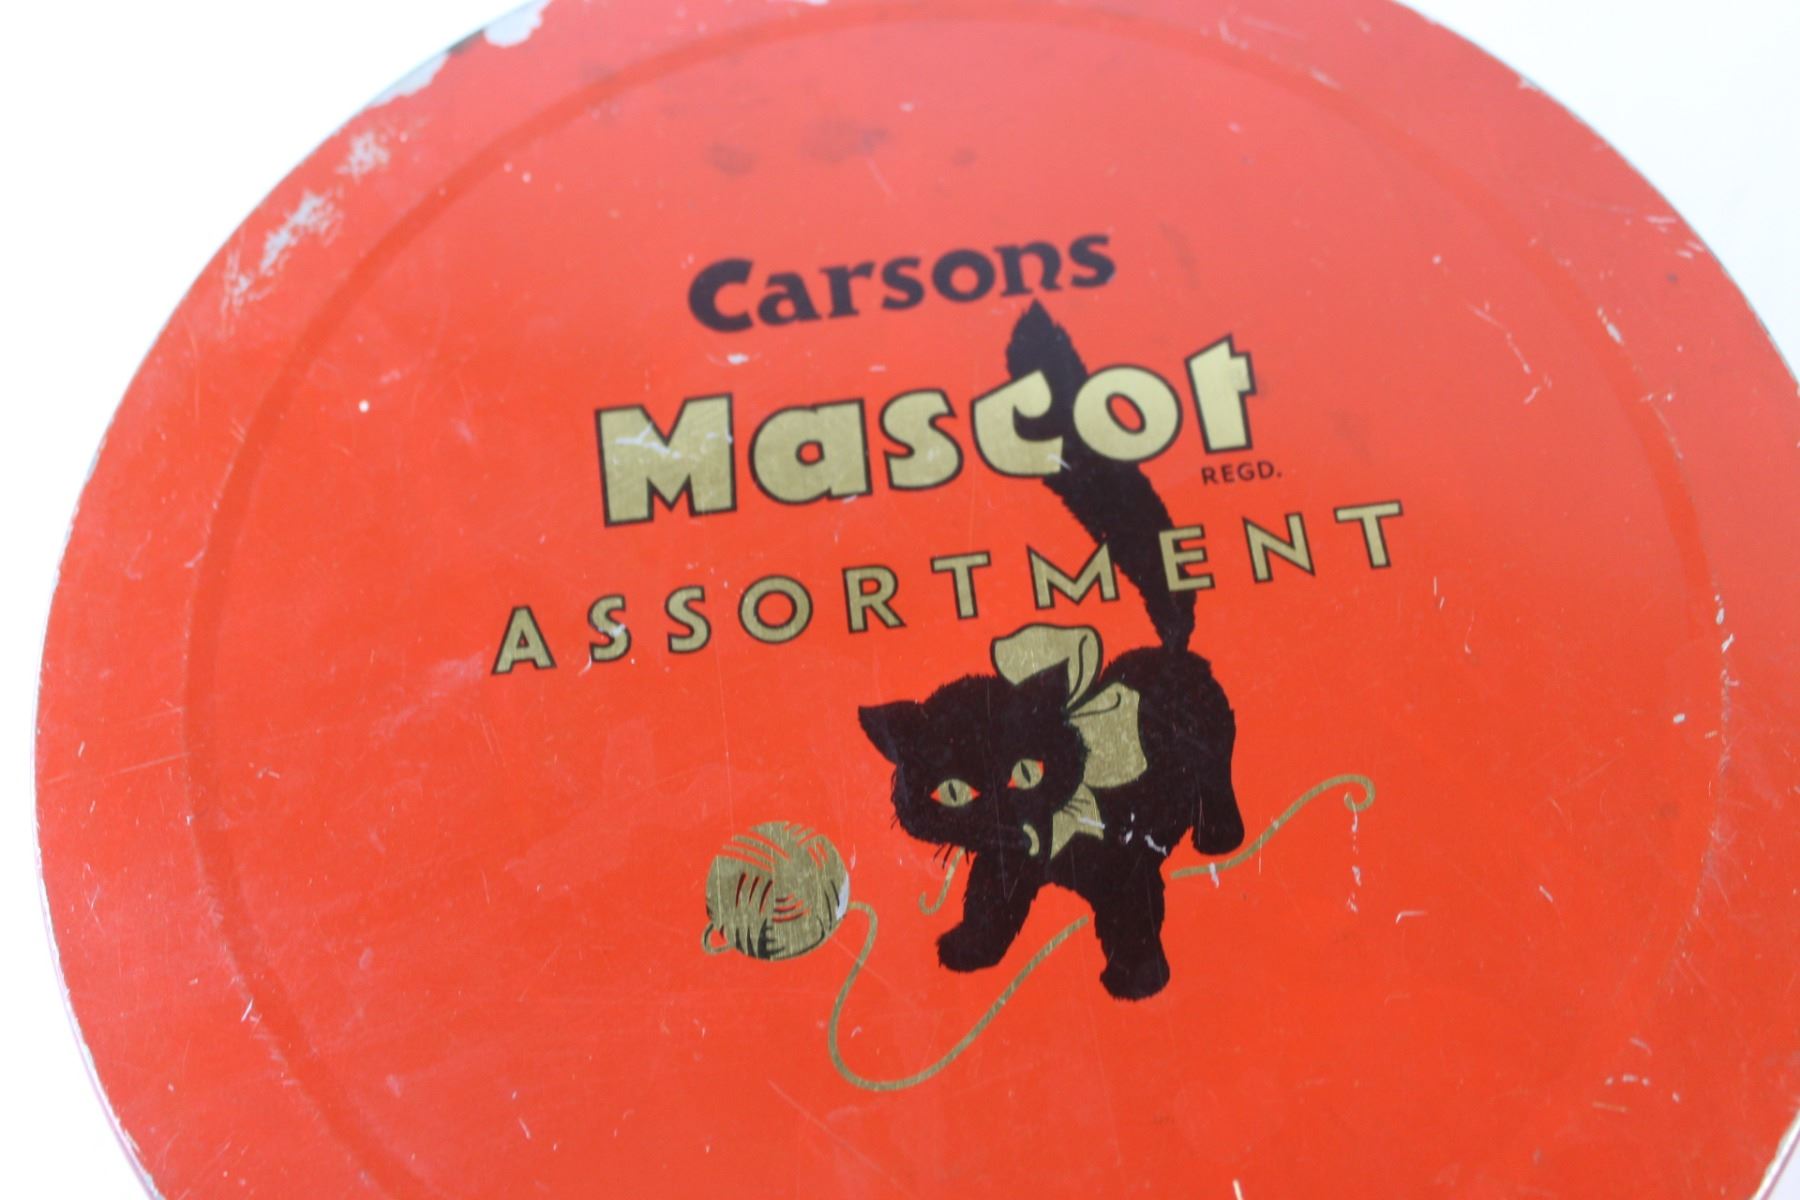 Carsons
Mascot
REGD.
ASSORTMENT